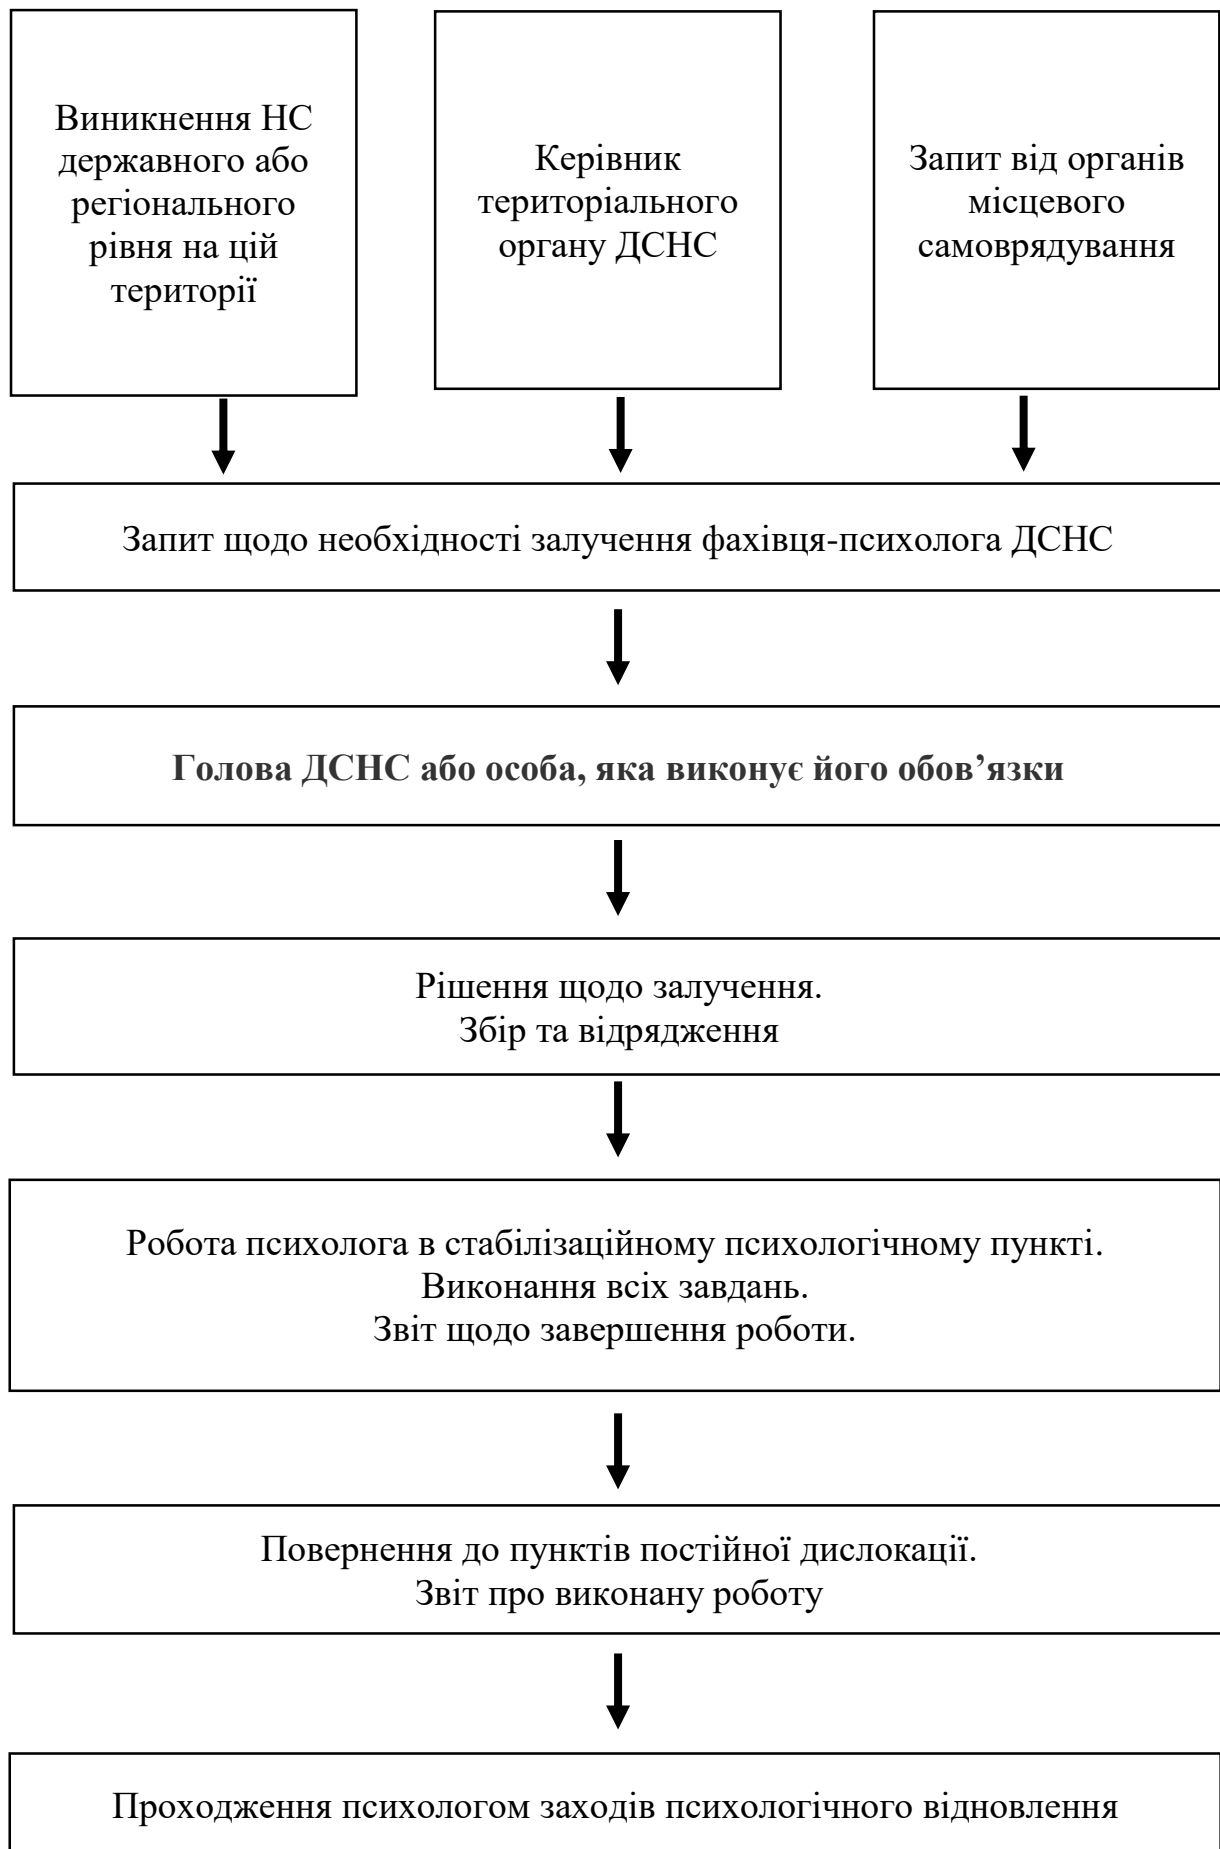 Виникнення НС
державного або
регіонального
рівня на цій
території
Керівник
територіального
органу ДСНС
Запит від органів
місцевого
самоврядування
Запит щодо необхідності залучення фахівця-психолога ДСНС
Голова ДСНС або особа, яка виконує його обов’язки
Рішення щодо залучення.
Збір та відрядження
Робота психолога в стабілізаційному психологічному пункті.
Виконання всіх завдань.
Звіт щодо завершення роботи.
Повернення до пунктів постійної дислокації.
Звіт про виконану роботу
Проходження психологом заходів психологічного відновлення